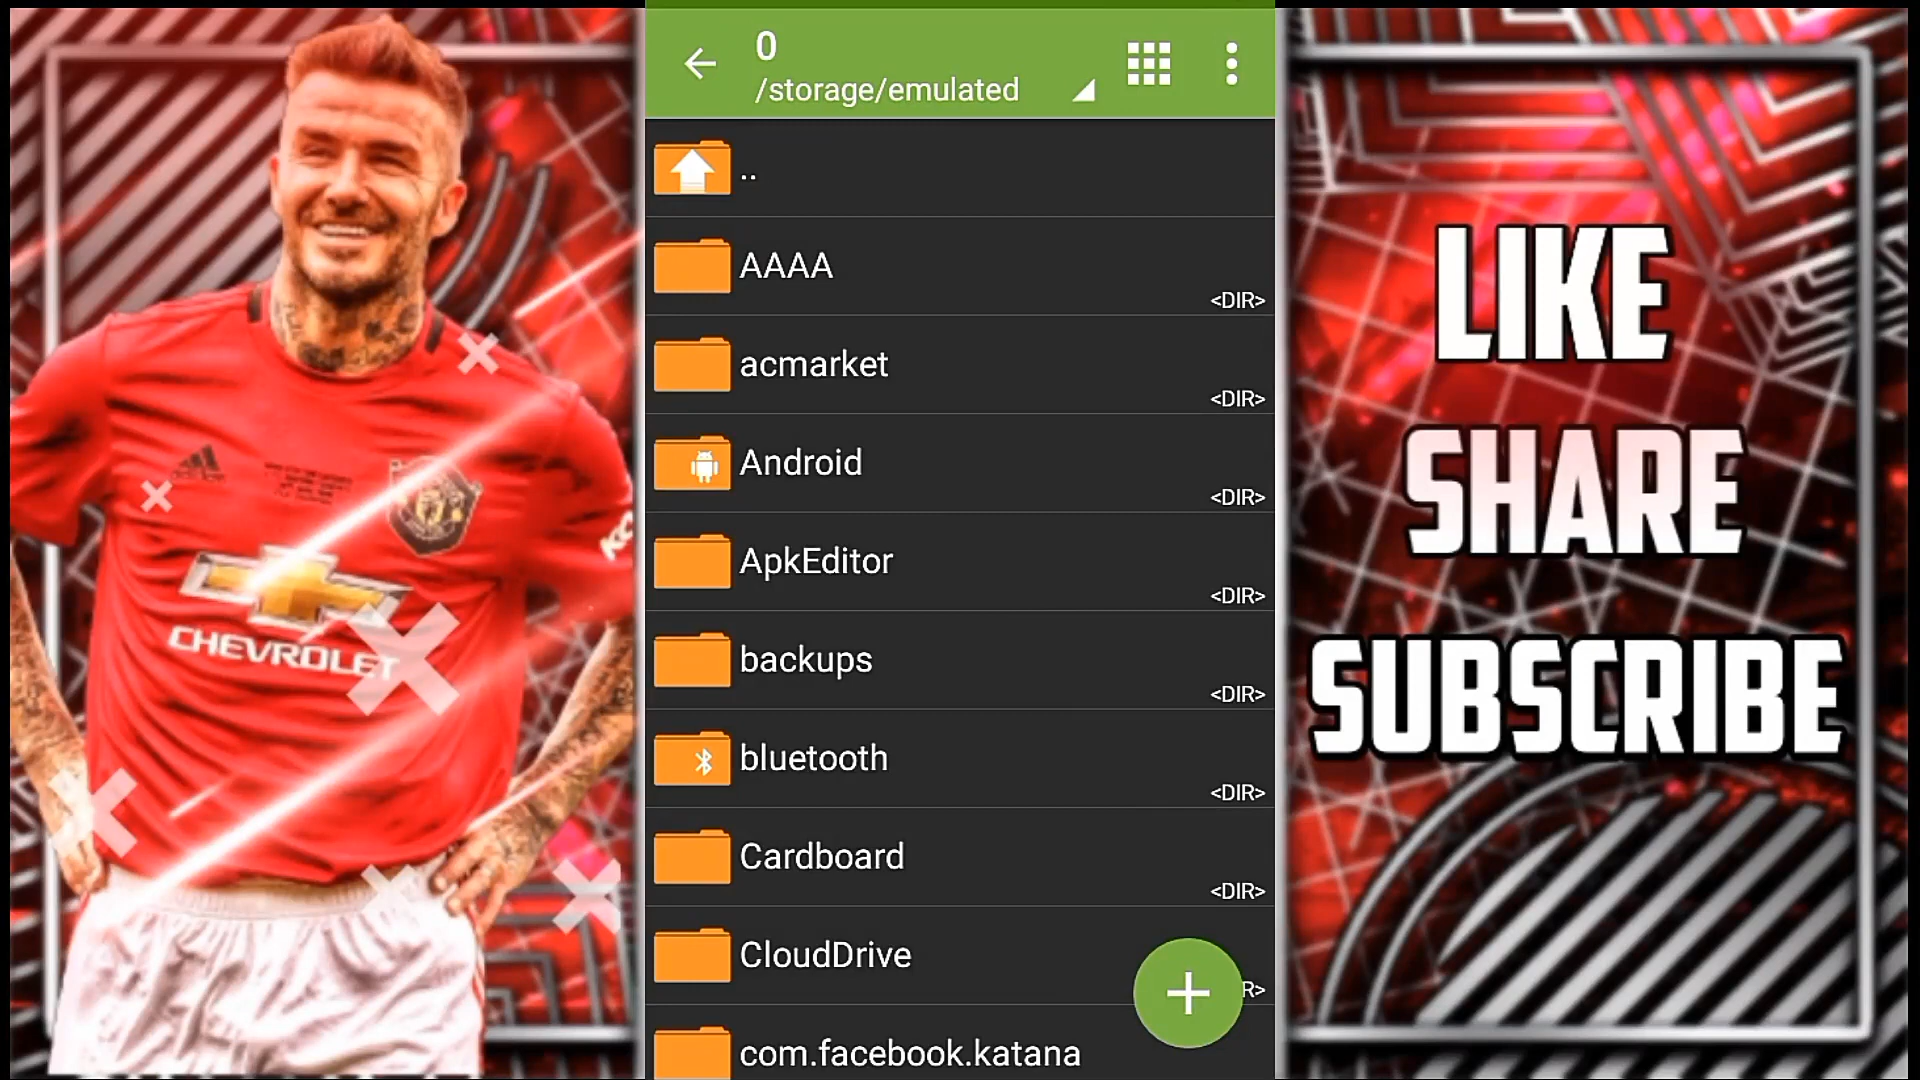 CHEVROLET
KC
0
/storage/emulated
..
AAAA
<DIR>
acmarket
<DIR>
Android
<DIR>
ApkEditor
<DIR>
backups
<DIR>
bluetooth
<DIR>
Cardboard
<DIR>
CloudDrive
R>
com.facebook.katana
LIKE
SHARE
SUBSCRIBE